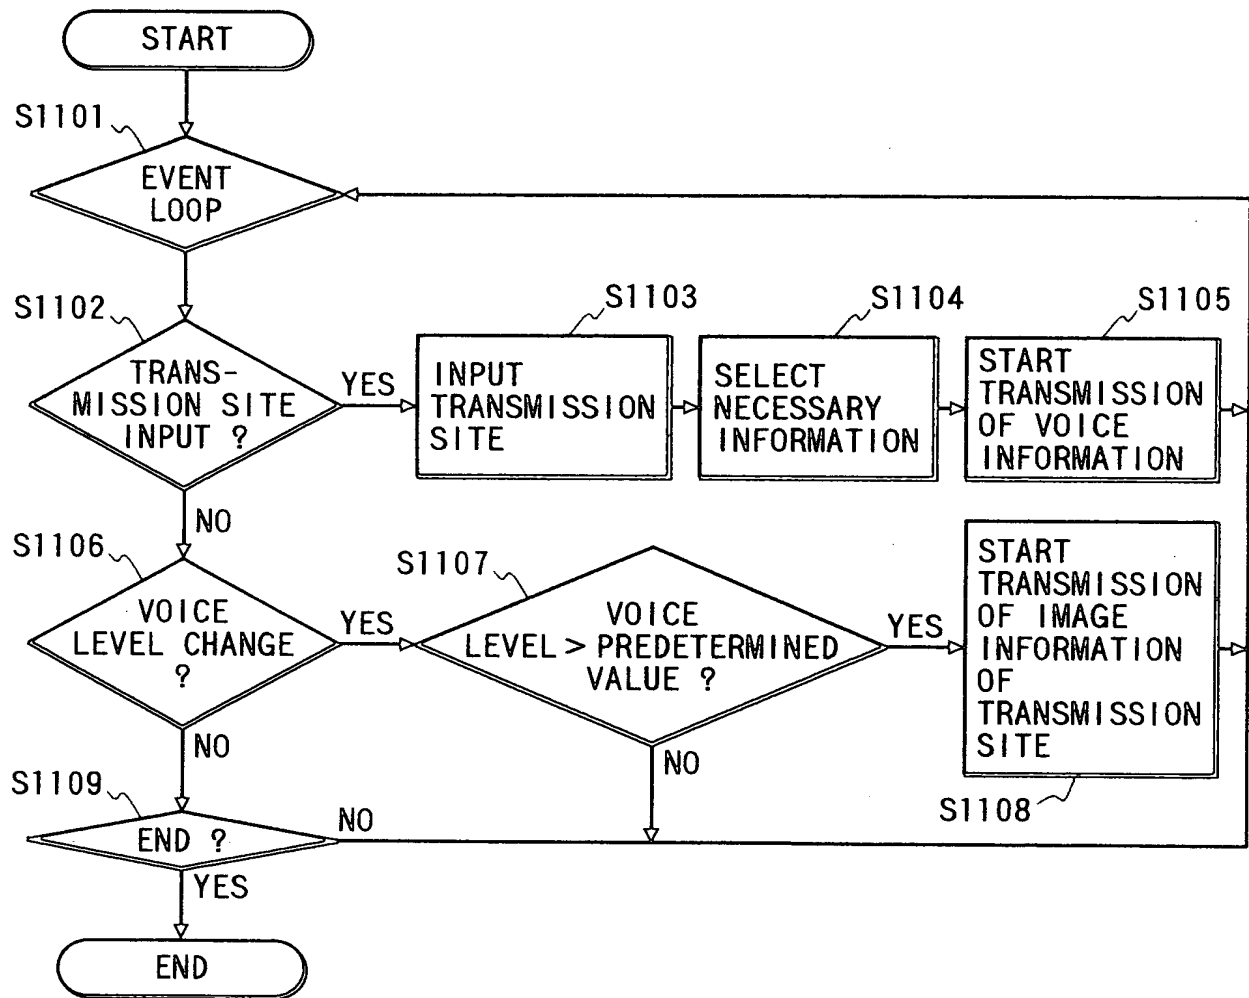 START
S1101
EVENT
LOOP
S1102
TRANS-
MISSION SITE
INPUT ?
YES
S1103
INPUT
TRANSMISSION
SITE
S1104
SELECT
NECESSARY
INFORMATION
S1105
START
TRANSMISSION
OF VOICE
INFORMATION
NO
S1106
VOICE
LEVEL CHANGE
?
YES
S1107
VOICE
LEVEL > PREDETERMINED
VALUE ?
YES
START
TRANSMISSION
OF IMAGE
INFORMATION
OF
TRANSMISSION
SITE
S1108
NO
NO
S1109
END ?
NO
YES
END